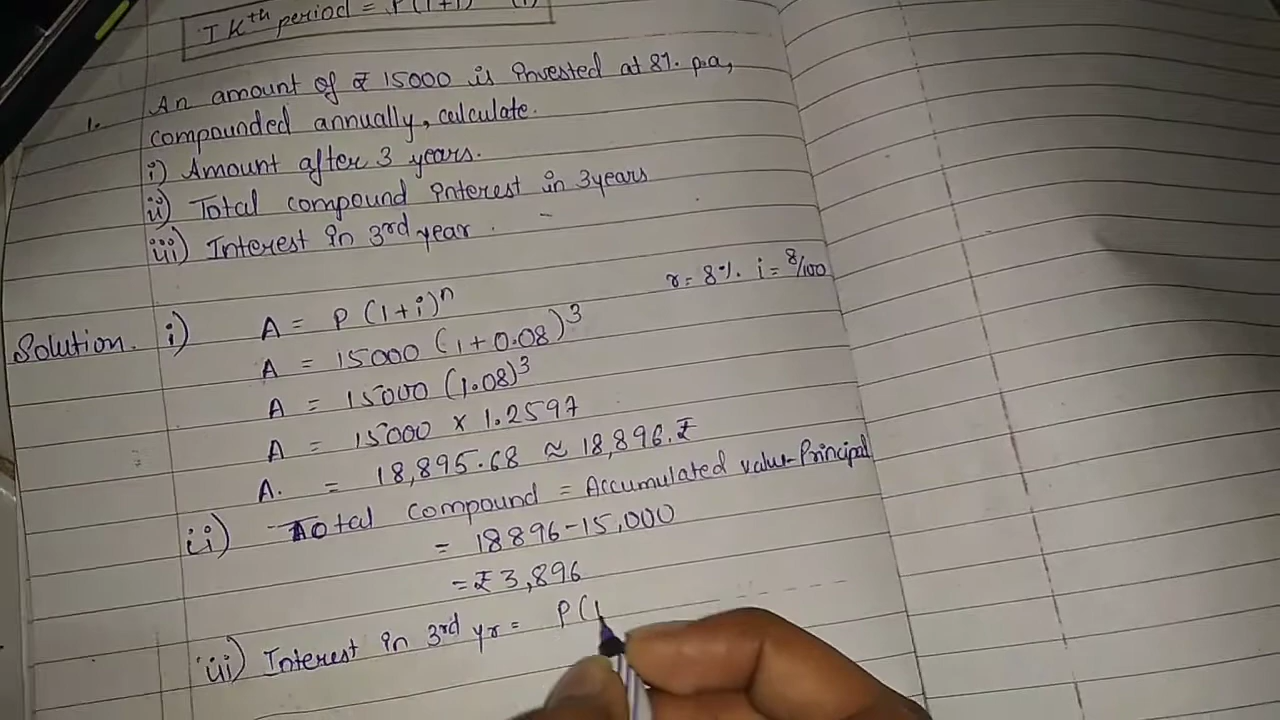 I Kth period = P(1+i)
1. An amount of ₹ 15000 is invested at 8%. p.a,
compounded annually, calculate.
i) Amount after 3 years.
ii) Total compound interest in 3 years
iii) Interest in 3rd year.
r = 8%. i = 8/100
Solution. i) A = P(1+i)^n
A = 15000 (1+0.08)^3
A = 15000 (1.08)^3
A = 15000 × 1.2597
A. = 18,895.68 ≈ 18,896.₹
ii) Total compound = Accumulated value-Principal
= 18896-15,000
= ₹ 3,896
iii) Interest in 3rd yr = P(1